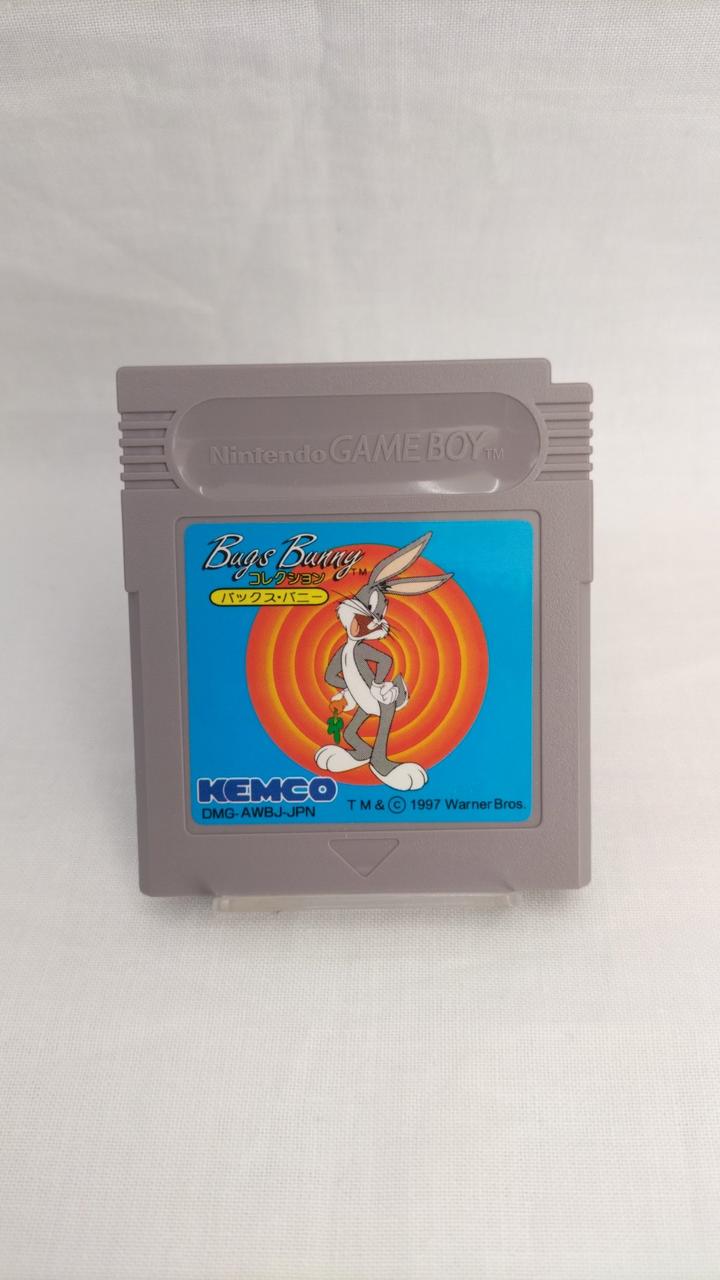 Nintendo GAME BOY TM
Bugs Bunny TM
コレクション
バックス・バニー
KEMCO
DMG-AWBJ-JPN
TM & © 1997 Warner Bros.